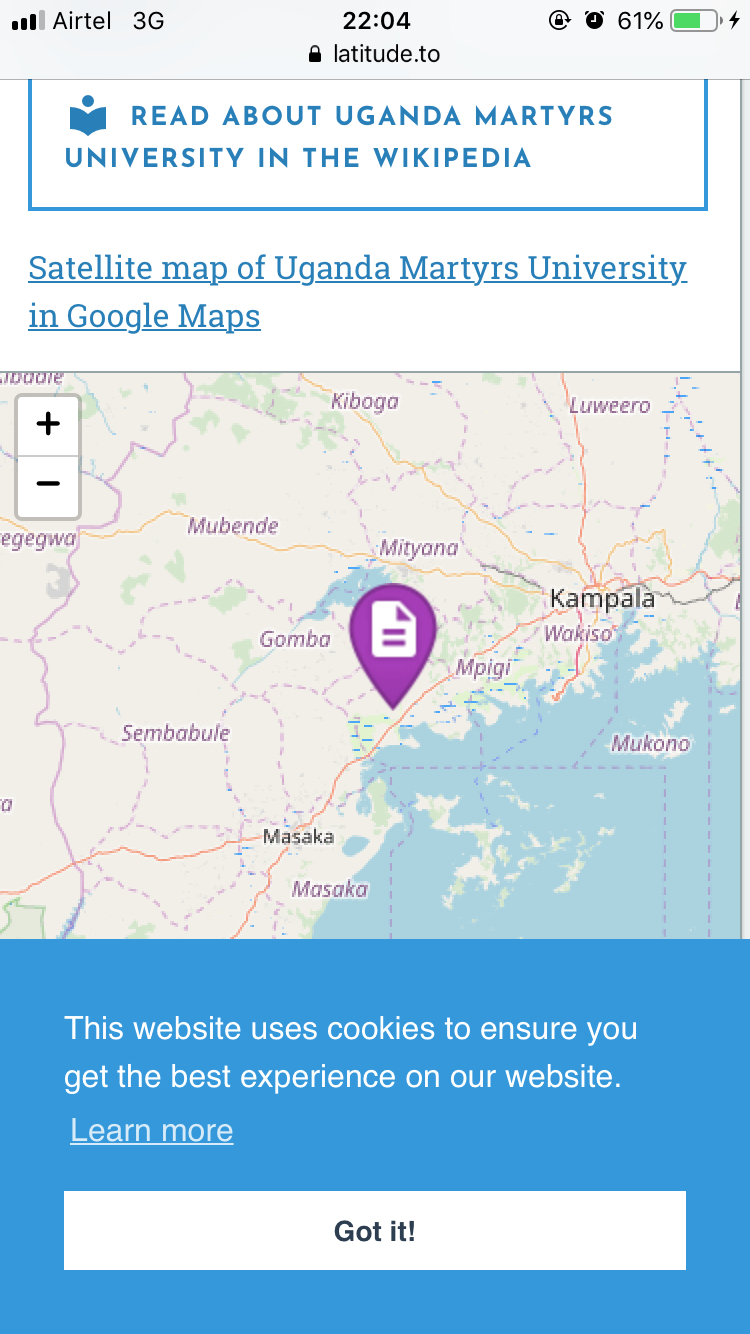 Airtel 3G 22:04 61%
latitude.to
READ ABOUT UGANDA MARTYRS
UNIVERSITY IN THE WIKIPEDIA
Satellite map of Uganda Martyrs University
in Google Maps
Kiboga
Luweero
+
−
Mubende
egegwa
Mityana
Kampala
Gomba
Wakiso
Mpigi
Sembabule
Mukono
a
Masaka
Masaka
This website uses cookies to ensure you
get the best experience on our website.
Learn more
Got it!